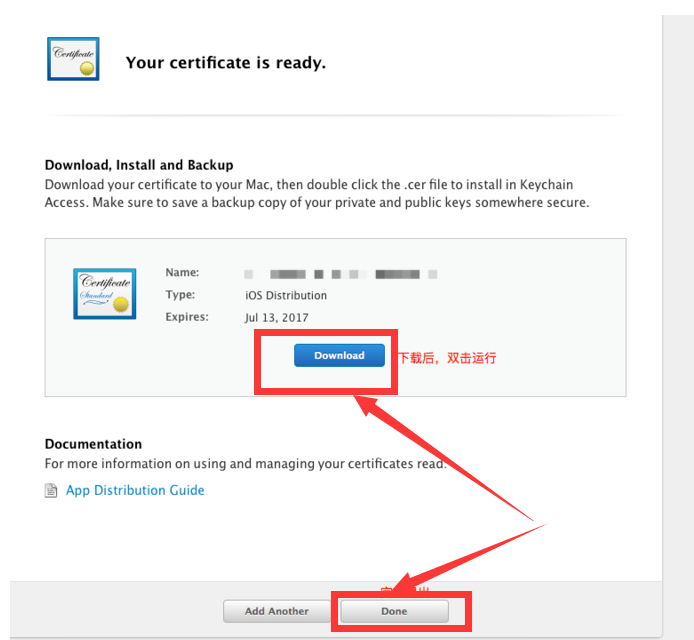 Certificate
Your certificate is ready.
Download, Install and Backup
Download your certificate to your Mac, then double click the .cer file to install in Keychain
Access. Make sure to save a backup copy of your private and public keys somewhere secure.
Certificate
Standard
Name:
Type: iOS Distribution
Expires: Jul 13, 2017
Download 下载后，双击运行
Documentation
For more information on using and managing your certificates read:
App Distribution Guide
Add Another Done